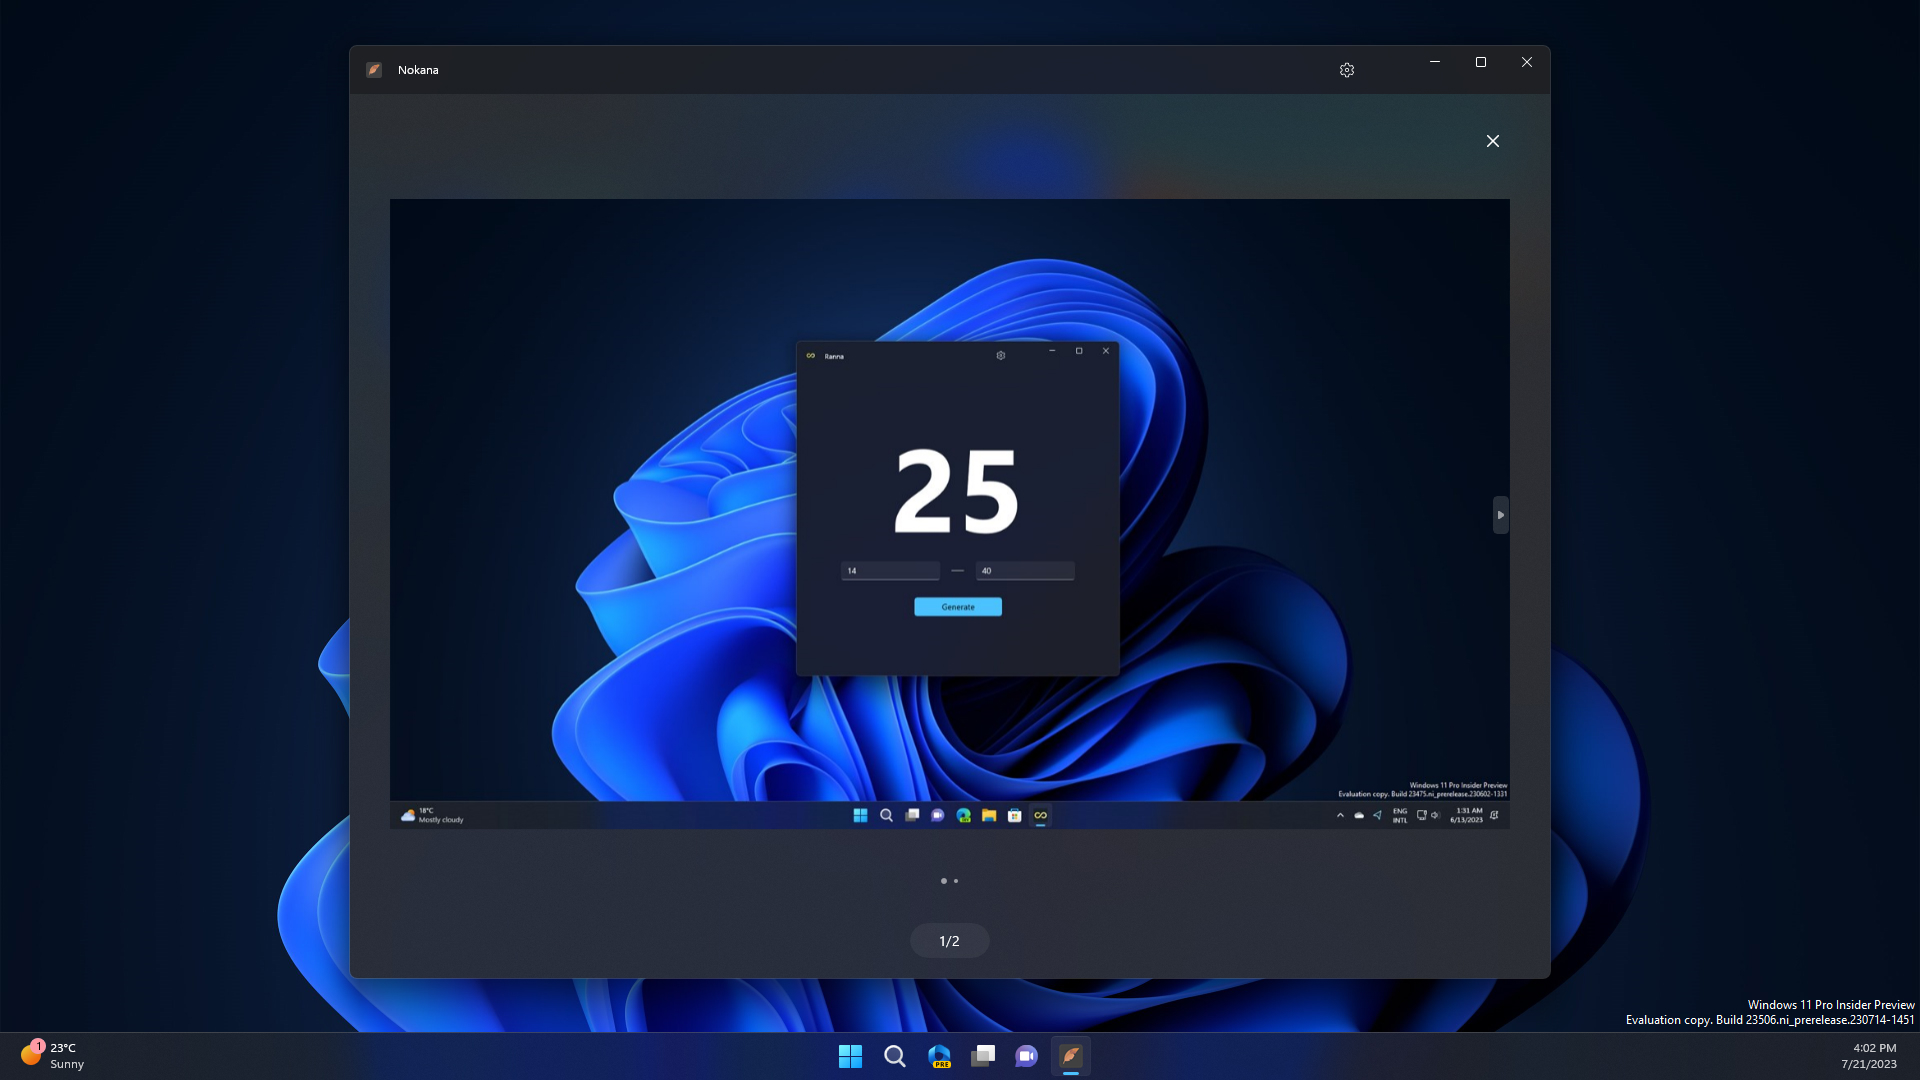 Nokana
Ranna
25
14
40
Generate
Windows 11 Pro Insider Preview
Evaluation copy. Build 23475.ni_prerelease.230602-1331
18°C
Mostly cloudy
ENG
INTL
1:31 AM
6/13/2023
1/2
Windows 11 Pro Insider Preview
Evaluation copy. Build 23506.ni_prerelease.230714-1451
1
23°C
Sunny
PRE
4:02 PM
7/21/2023